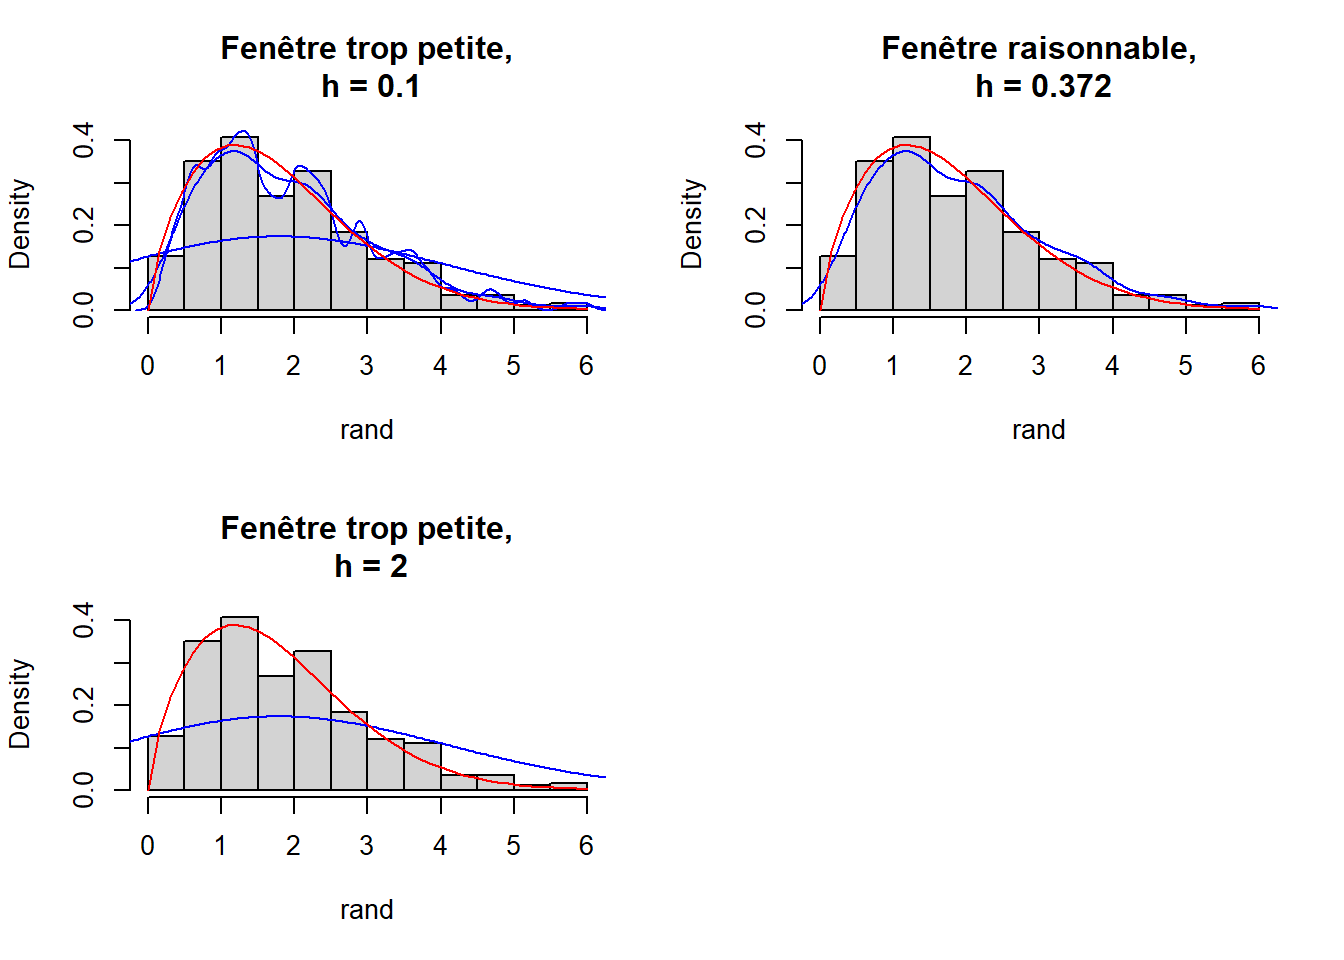 Fenêtre trop petite,
h = 0.1
Density
0.0 0.2 0.4
0 1 2 3 4 5 6
rand
Fenêtre raisonnable,
h = 0.372
Density
0.0 0.2 0.4
0 1 2 3 4 5 6
rand
Fenêtre trop petite,
h = 2
Density
0.0 0.2 0.4
0 1 2 3 4 5 6
rand